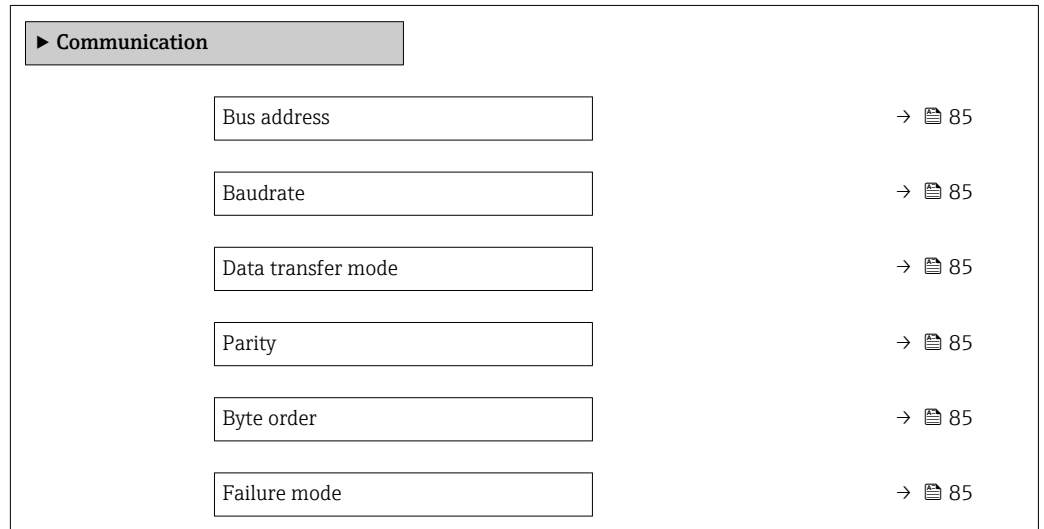 ▶ Communication
Bus address → 85
Baudrate → 85
Data transfer mode → 85
Parity → 85
Byte order → 85
Failure mode → 85